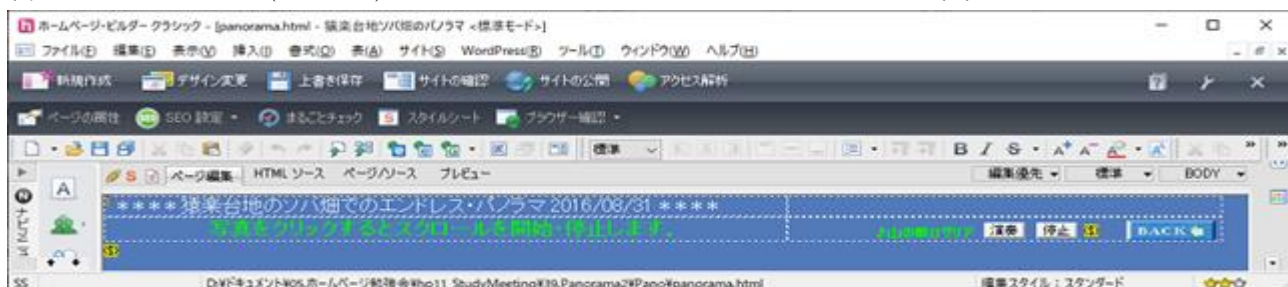 ホームページ・ビルダー クラシック - [panorama.html - 猿楽台地ソバ畑のパノラマ <標準モード>]
ファイル(F) 編集(E) 表示(V) 挿入(I) 書式(O) 表(A) サイト(S) WordPress(R) ツール(T) ウィンドウ(W) ヘルプ(H)
新規作成 デザイン変更 上書き保存 サイトの確認 サイトの公開 アクセス解析
ページの属性 SEO 設定 まるごとチェック スタイルシート ブラウザー確認
標準 B I S A A A
ページ編集 HTML ソース ページ/ソース プレビュー 編集優先 標準 BODY
ナビ
＊＊＊＊猿楽台地のソバ畑でのエンドレス・パノラマ 2016/08/31＊＊＊＊
写真をクリックするとスクロールを開始・停止します。
演奏 停止 BACK
SS D:¥ドキュメント¥05.ホームページ勉強会¥hp11_StudyMeeting¥39.Panorama2¥Pano¥panorama.html 編集スタイル：スタンダード